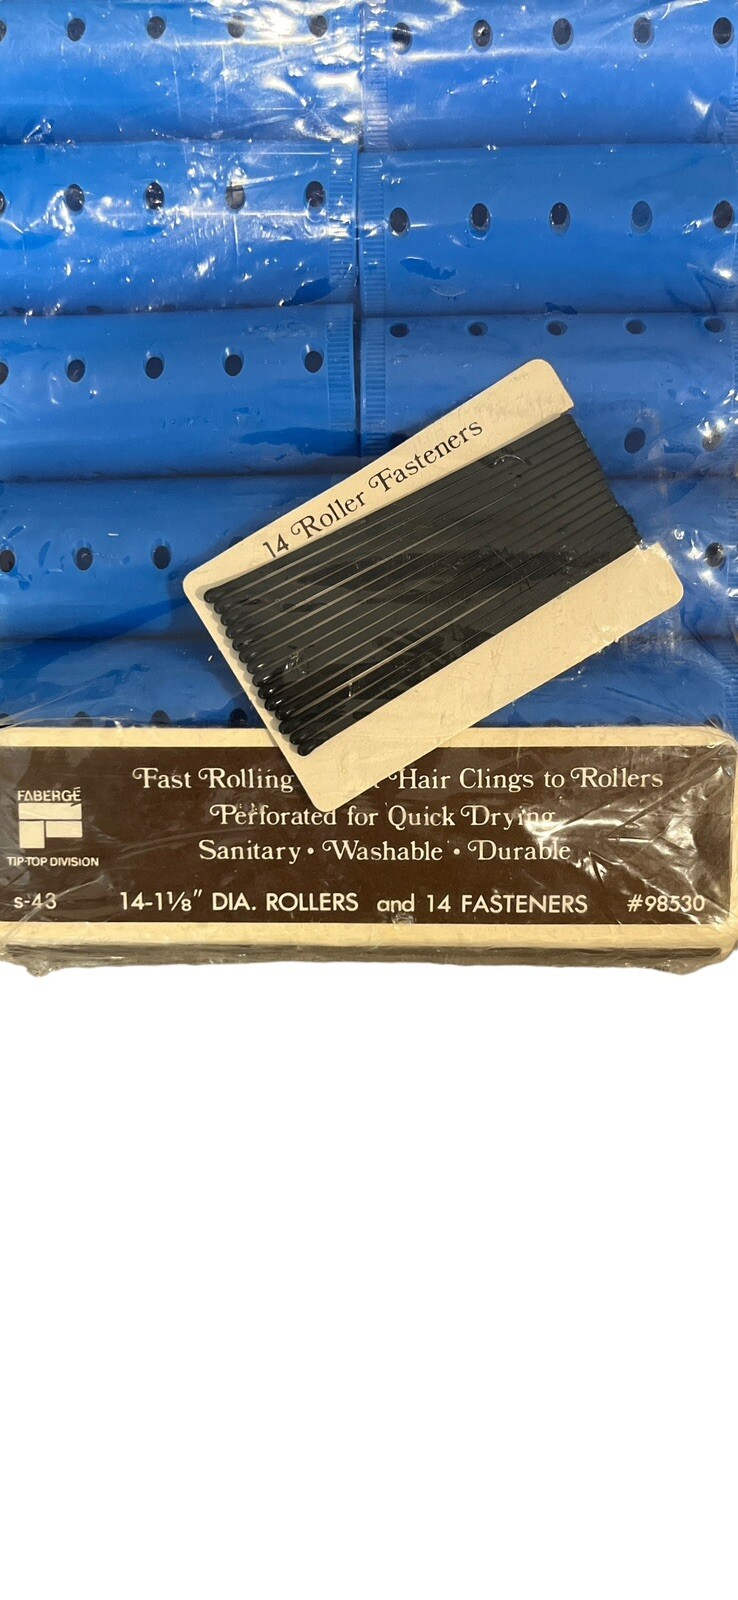 14 Roller Fasteners
Fast Rolling Hair Clings to Rollers
Perforated for Quick Drying
Sanitary • Washable • Durable
FABERGÉ
TIP-TOP DIVISION
s-43 14-1⅛" DIA. ROLLERS and 14 FASTENERS #98530